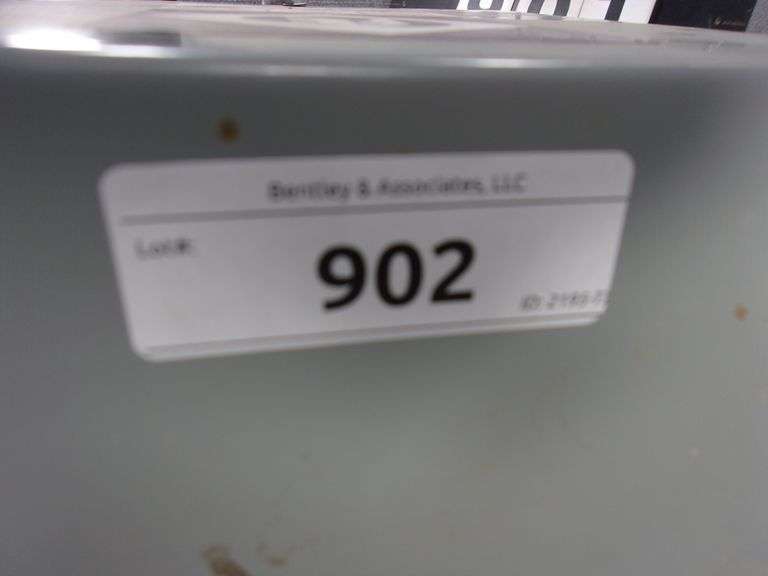 Bentley & Associates, LLC
Lot#:
902